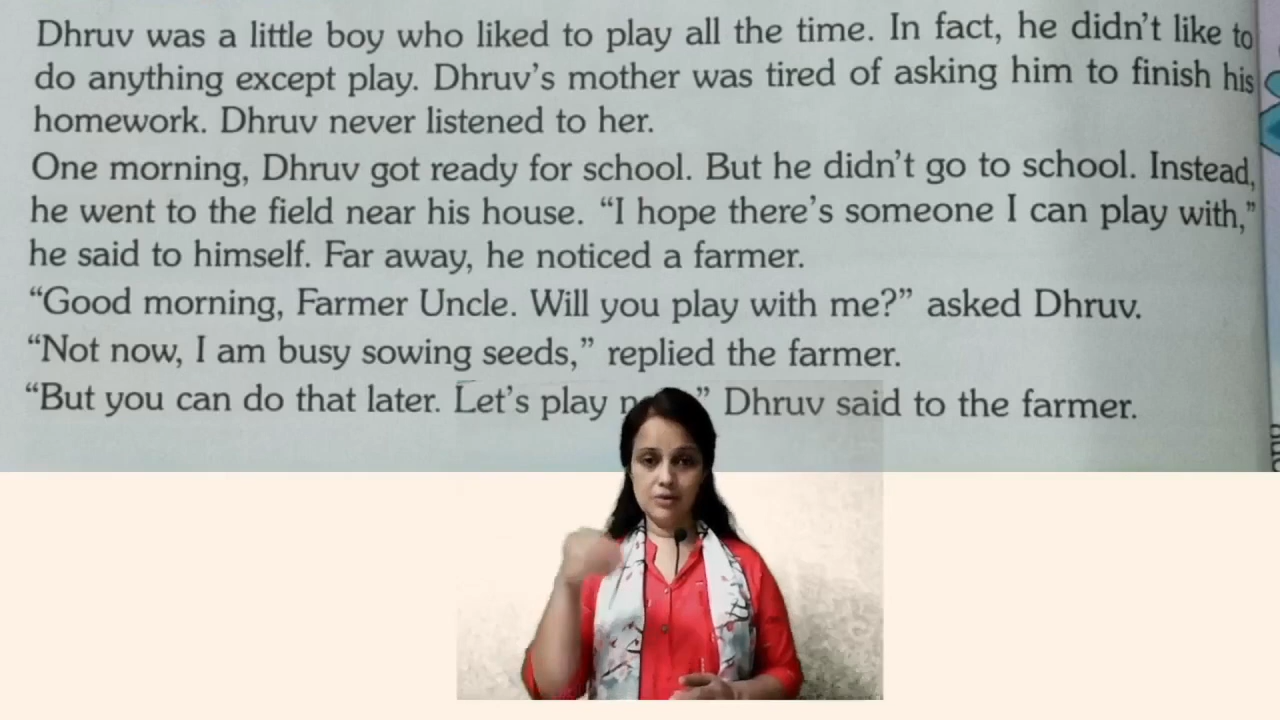 Dhruv was a little boy who liked to play all the time. In fact, he didn't like to
do anything except play. Dhruv's mother was tired of asking him to finish his
homework. Dhruv never listened to her.
One morning, Dhruv got ready for school. But he didn't go to school. Instead,
he went to the field near his house. “I hope there's someone I can play with,”
he said to himself. Far away, he noticed a farmer.
“Good morning, Farmer Uncle. Will you play with me?” asked Dhruv.
“Not now, I am busy sowing seeds,” replied the farmer.
“But you can do that later. Let's play ” Dhruv said to the farmer.